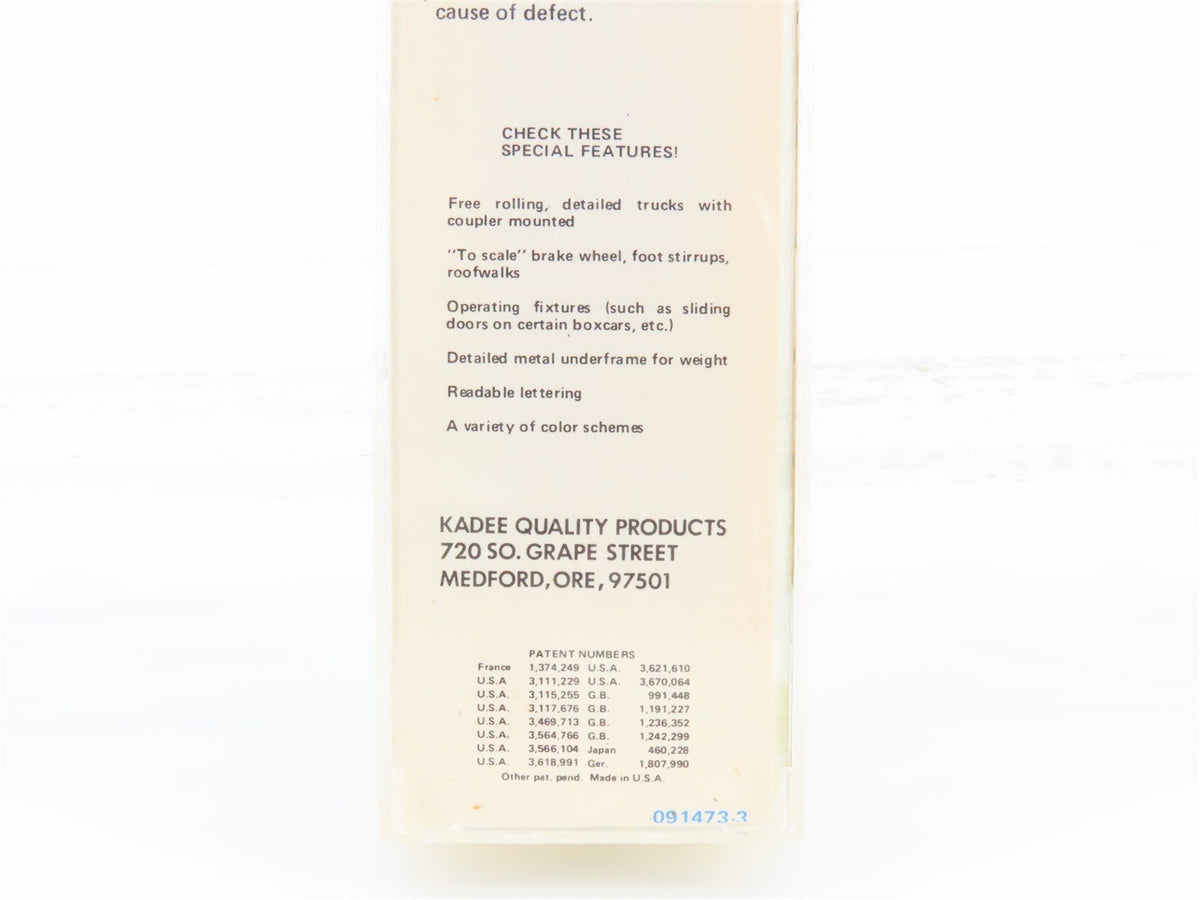 cause of defect.
CHECK THESE
SPECIAL FEATURES!
Free rolling, detailed trucks with
coupler mounted
"To scale" brake wheel, foot stirrups,
roofwalks
Operating fixtures (such as sliding
doors on certain boxcars, etc.)
Detailed metal underframe for weight
Readable lettering
A variety of color schemes
KADEE QUALITY PRODUCTS
720 SO. GRAPE STREET
MEDFORD, ORE, 97501
PATENT NUMBERS
France 1,374,249 U.S.A. 3,621,610
U.S.A 3,111,229 U.S.A. 3,670,064
U.S.A. 3,115,255 G.B. 991,448
U.S.A. 3,117,676 G.B. 1,191,227
U.S.A. 3,469,713 G.B. 1,236,352
U.S.A. 3,564,766 G.B. 1,242,299
U.S.A. 3,566,104 Japan 460,228
U.S.A. 3,618,991 Ger. 1,807,990
Other pat. pend. Made in U.S.A.
091473-3